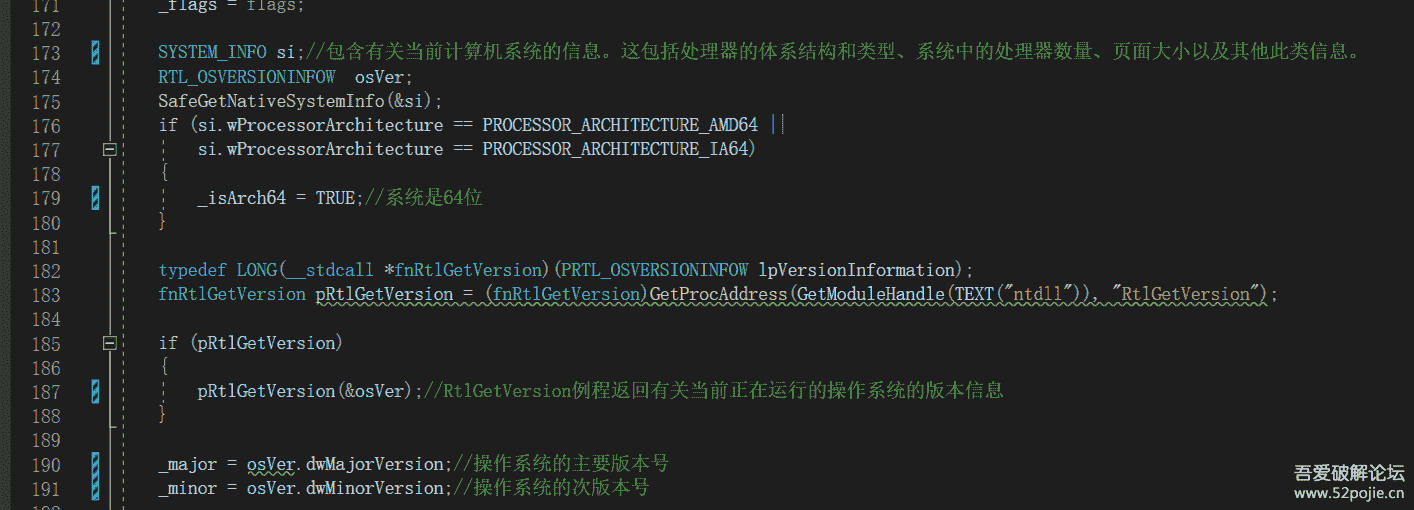 171 _flags = flags;
172
173 SYSTEM_INFO si;//包含有关当前计算机系统的信息。这包括处理器的体系结构和类型、系统中的处理器数量、页面大小以及其他此类信息。
174 RTL_OSVERSIONINFOW  osVer;
175 SafeGetNativeSystemInfo(&si);
176 if (si.wProcessorArchitecture == PROCESSOR_ARCHITECTURE_AMD64 ||
177 si.wProcessorArchitecture == PROCESSOR_ARCHITECTURE_IA64)
178 {
179 _isArch64 = TRUE;//系统是64位
180 }
181
182 typedef LONG(__stdcall *fnRtlGetVersion)(PRTL_OSVERSIONINFOW lpVersionInformation);
183 fnRtlGetVersion pRtlGetVersion = (fnRtlGetVersion)GetProcAddress(GetModuleHandle(TEXT("ntdll")), "RtlGetVersion");
184
185 if (pRtlGetVersion)
186 {
187 pRtlGetVersion(&osVer);//RtlGetVersion例程返回有关当前正在运行的操作系统的版本信息
188 }
189
190 _major = osVer.dwMajorVersion;//操作系统的主要版本号
191 _minor = osVer.dwMinorVersion;//操作系统的次版本号
吾爱破解论坛
www.52pojie.cn